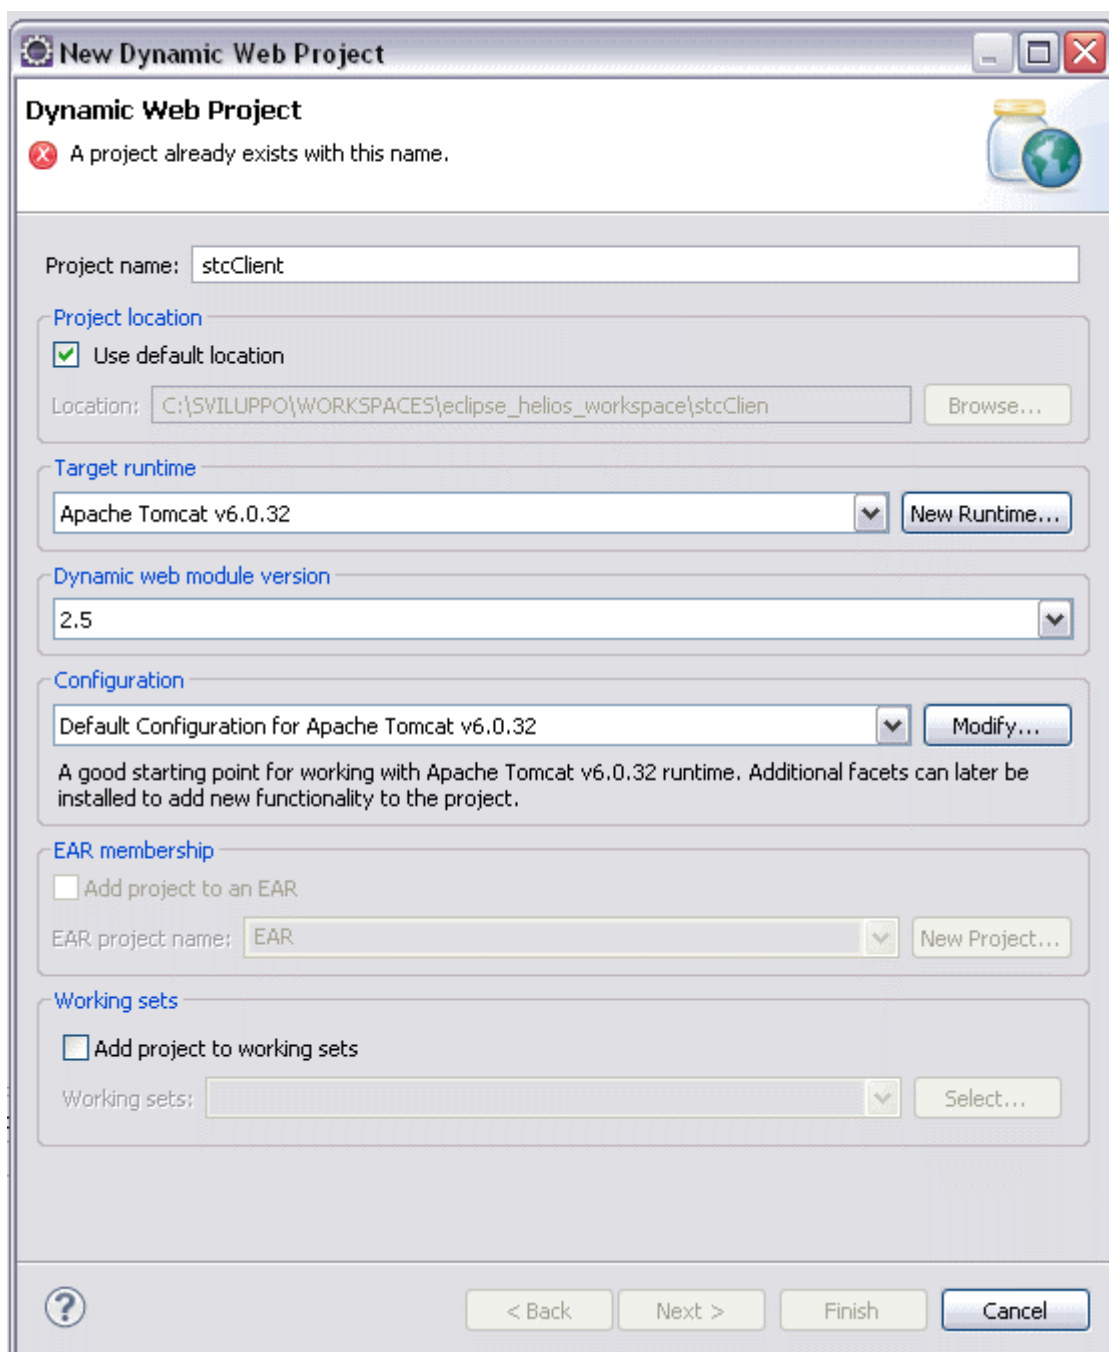 New Dynamic Web Project
Dynamic Web Project
A project already exists with this name.
Project name: stcClient
Project location
Use default location
Location: C:\SVILUPPO\WORKSPACES\eclipse_helios_workspace\stcClien Browse...
Target runtime
Apache Tomcat v6.0.32 New Runtime...
Dynamic web module version
2.5
Configuration
Default Configuration for Apache Tomcat v6.0.32 Modify...
A good starting point for working with Apache Tomcat v6.0.32 runtime. Additional facets can later be
installed to add new functionality to the project.
EAR membership
Add project to an EAR
EAR project name: EAR New Project...
Working sets
Add project to working sets
Working sets: Select...
? < Back Next > Finish Cancel